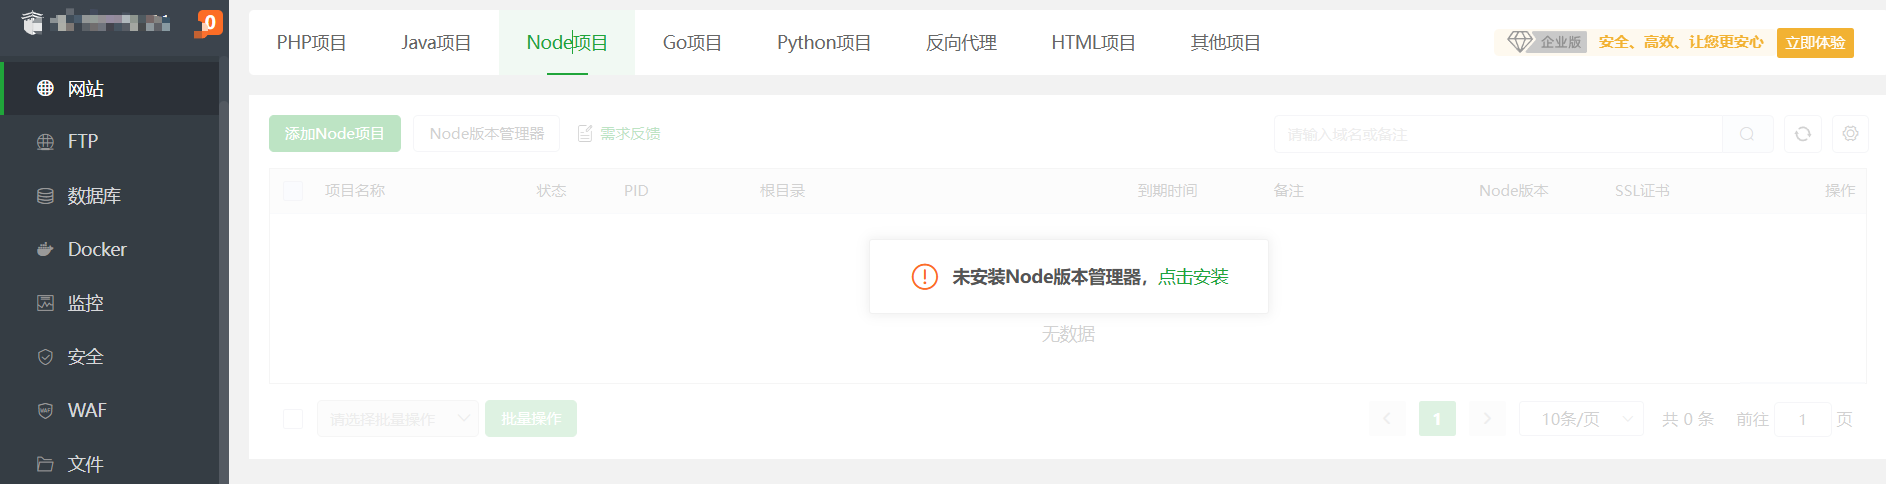 0
网站
FTP
数据库
Docker
监控
安全
WAF
文件
PHP项目 Java项目 Node项目 Go项目 Python项目 反向代理 HTML项目 其他项目
企业版 安全、高效、让您更安心 立即体验
添加Node项目 Node版本管理器 需求反馈 请输入域名或备注
项目名称 状态 PID 根目录 到期时间 备注 Node版本 SSL证书 操作
未安装Node版本管理器，点击安装
无数据
请选择批量操作 批量操作 1 10条/页 共 0 条 前往 1 页